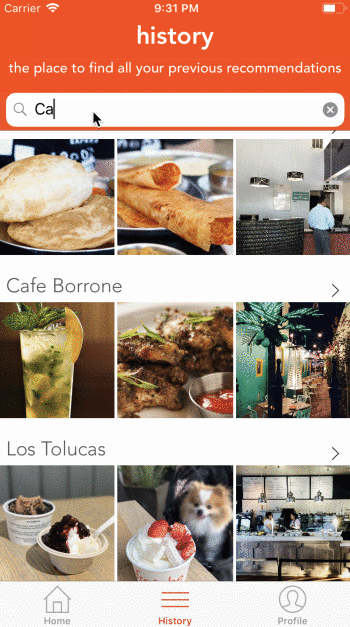 Carrier 9:31 PM
history
the place to find all your previous recommendations
Ca
Cafe Borrone
Los Tolucas
Home History Profile